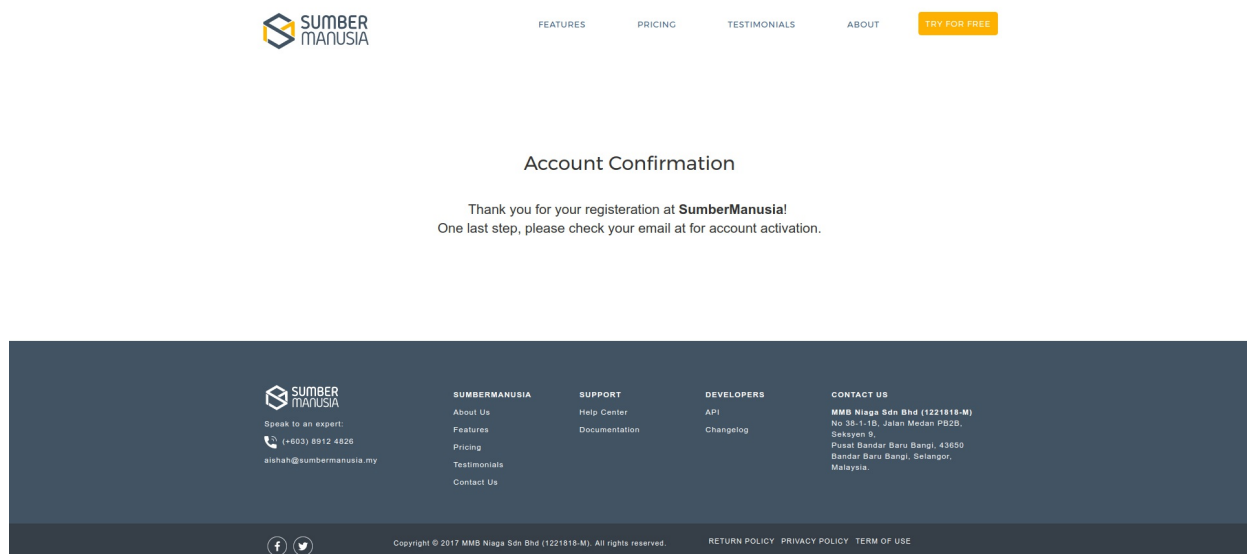 SUMBER
MANUSIA
FEATURES
PRICING
TESTIMONIALS
ABOUT
TRY FOR FREE
Account Confirmation
Thank you for your registeration at SumberManusia!
One last step, please check your email at for account activation.
SUMBER
MANUSIA
Speak to an expert:
(+603) 8912 4826
aishah@sumbermanusia.my
SUMBERMANUSIA
About Us
Features
Pricing
Testimonials
Contact Us
SUPPORT
Help Center
Documentation
DEVELOPERS
API
Changelog
CONTACT US
MMB Niaga Sdn Bhd (1221818-M)
No 38-1-1B, Jalan Medan PB2B,
Seksyen 9,
Pusat Bandar Baru Bangi, 43650
Bandar Baru Bangi, Selangor,
Malaysia.
Copyright © 2017 MMB Niaga Sdn Bhd (1221818-M). All rights reserved.
RETURN POLICY PRIVACY POLICY TERM OF USE